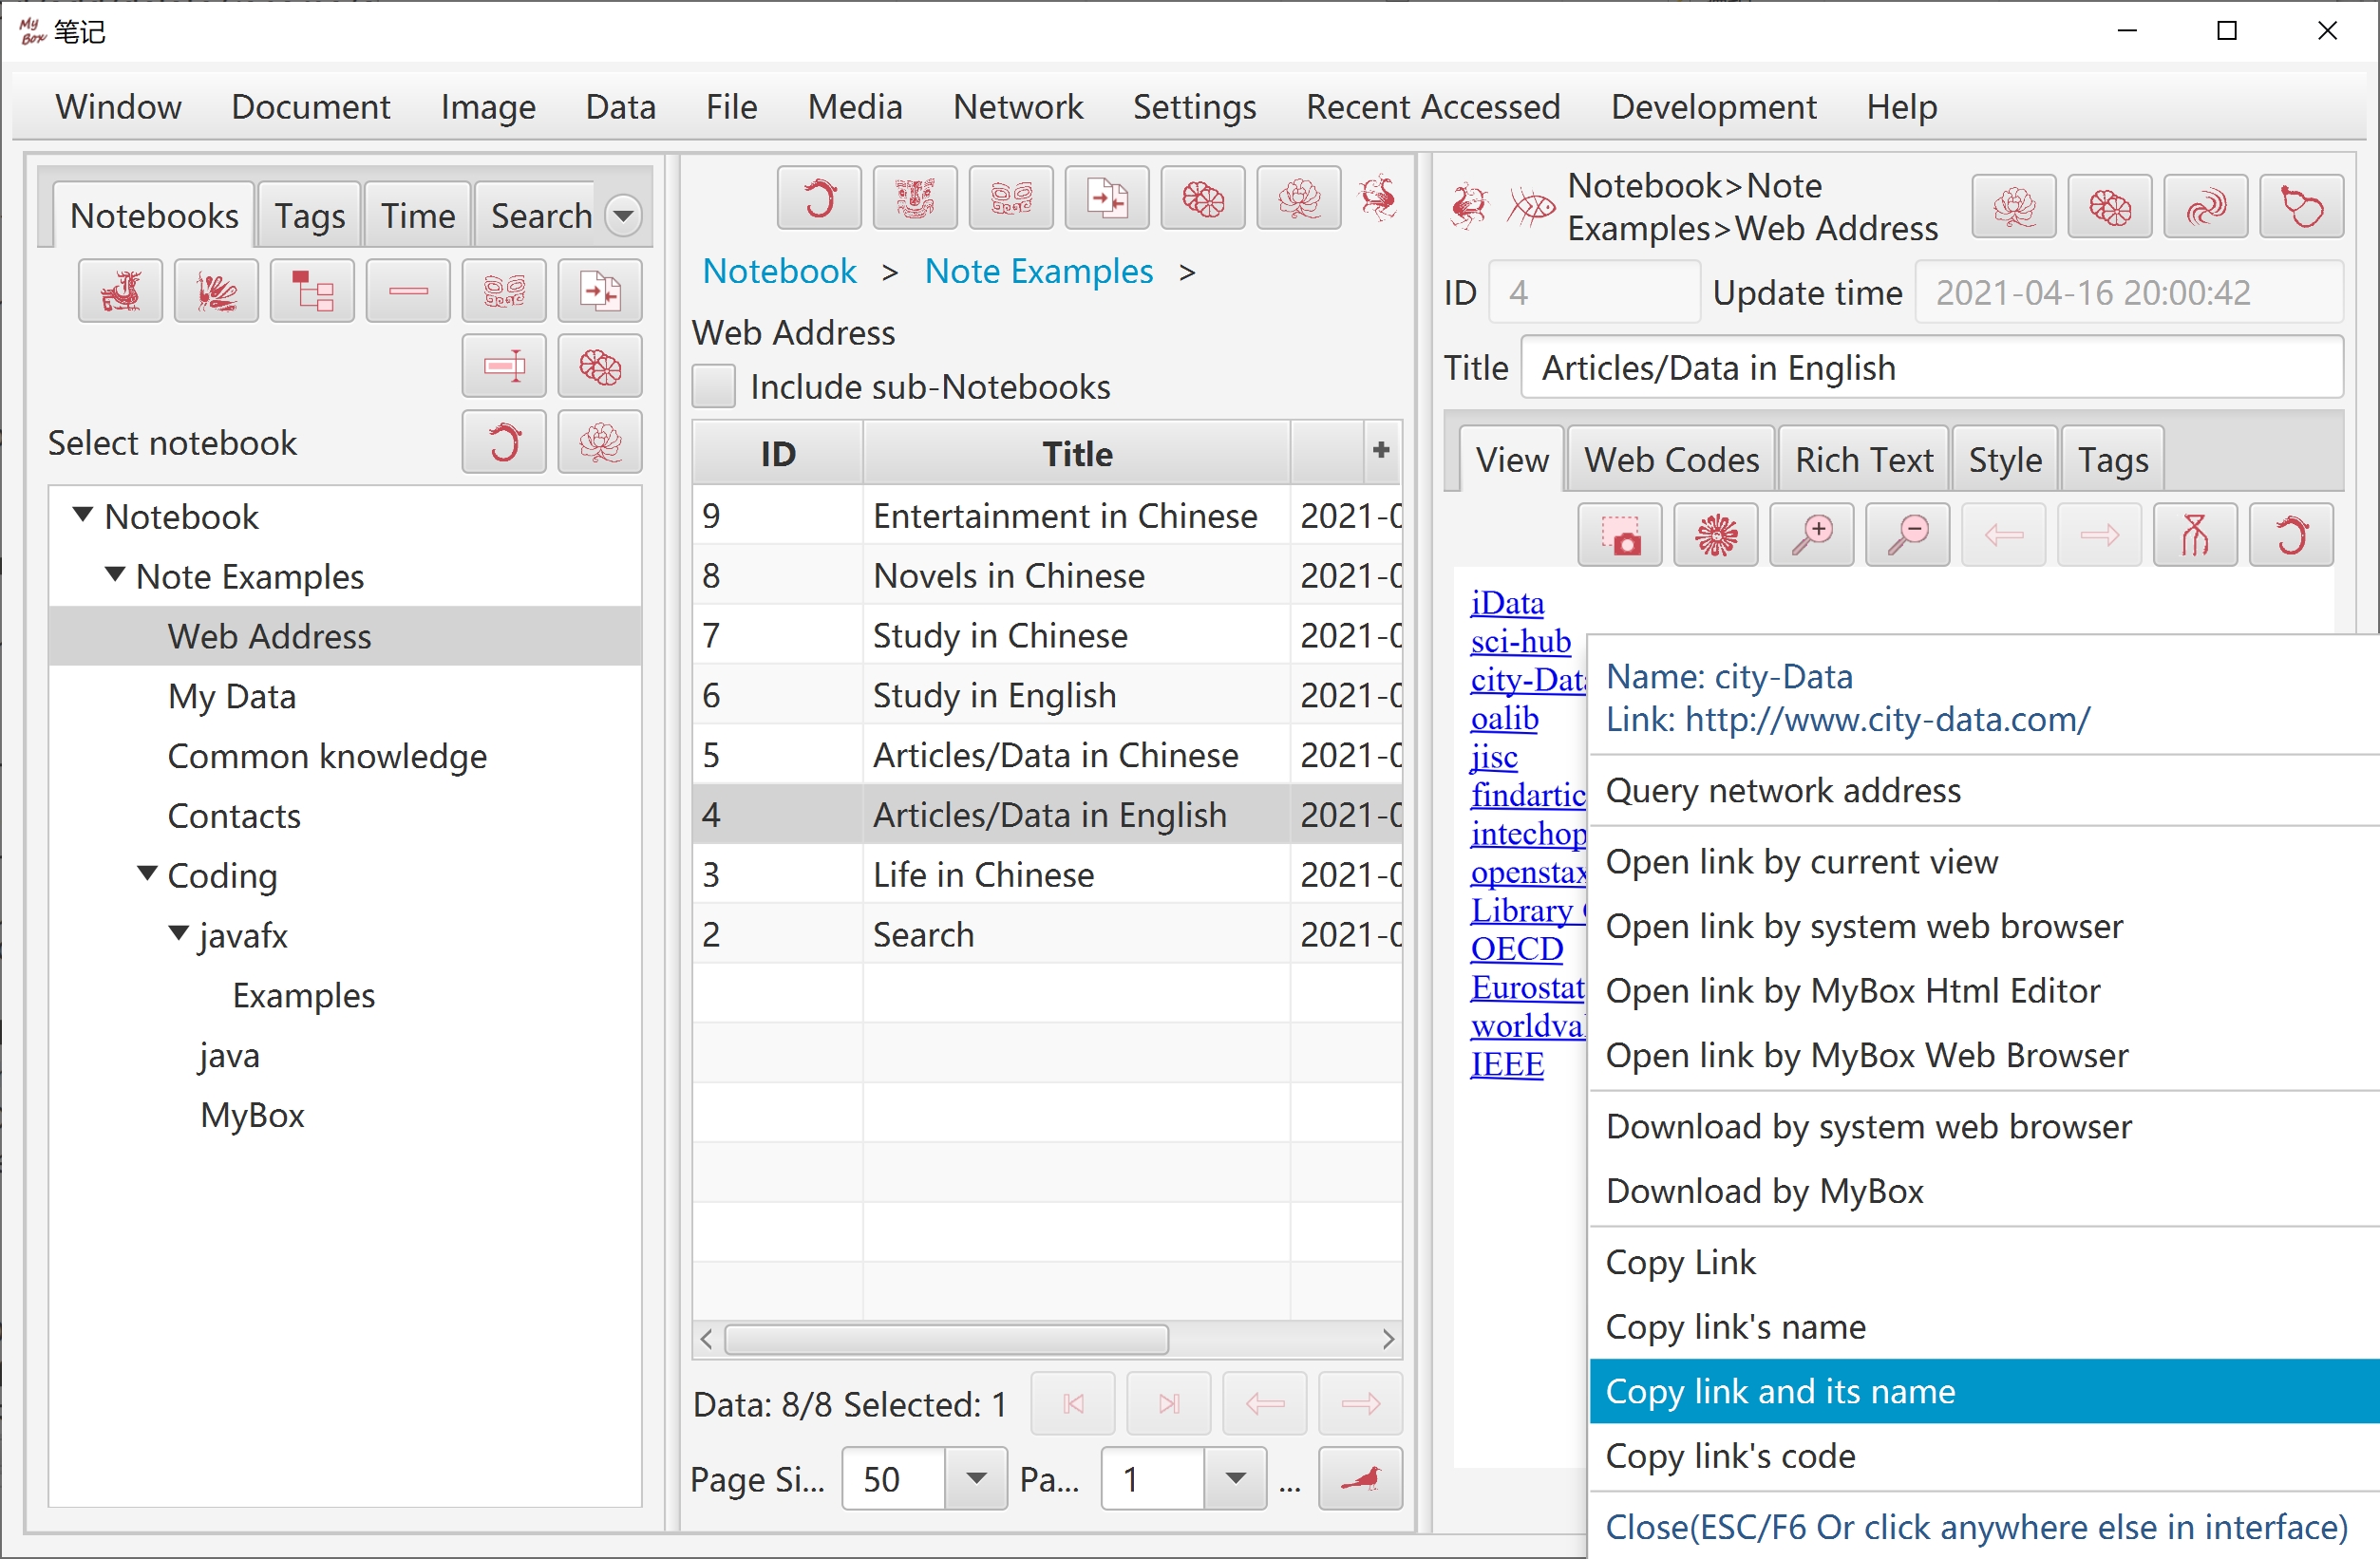 My Box 笔记
Window Document Image Data File Media Network Settings Recent Accessed Development Help
Notebooks Tags Time Search
Select notebook
Notebook
Note Examples
Web Address
My Data
Common knowledge
Contacts
Coding
javafx
Examples
java
MyBox
Notebook > Note Examples >
Web Address
Include sub-Notebooks
ID Title +
9 Entertainment in Chinese 2021-0
8 Novels in Chinese 2021-0
7 Study in Chinese 2021-0
6 Study in English 2021-0
5 Articles/Data in Chinese 2021-0
4 Articles/Data in English 2021-0
3 Life in Chinese 2021-0
2 Search 2021-0
Data: 8/8 Selected: 1
Page Si... 50 Pa... 1 ...
Notebook>Note
Examples>Web Address
ID 4 Update time 2021-04-16 20:00:42
Title Articles/Data in English
View Web Codes Rich Text Style Tags
iData
sci-hub
city-Data
oalib
jisc
findartic
intechop
openstax
Library
OECD
Eurostat
worldval
IEEE
Name: city-Data
Link: http://www.city-data.com/
Query network address
Open link by current view
Open link by system web browser
Open link by MyBox Html Editor
Open link by MyBox Web Browser
Download by system web browser
Download by MyBox
Copy Link
Copy link's name
Copy link and its name
Copy link's code
Close(ESC/F6 Or click anywhere else in interface)